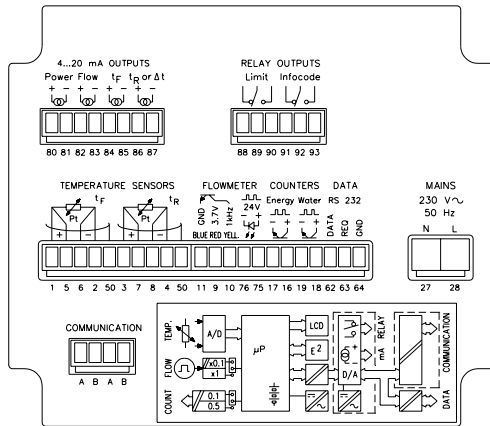 4...20 mA OUTPUTS
Power Flow tF tR or Δt
+ − + − + − + −
80 81 82 83 84 85 86 87
RELAY OUTPUTS
Limit Infocode
88 89 90 91 92 93
TEMPERATURE SENSORS
tF tR
Pt Pt
+ − + −
FLOWMETER
GND 3.7V 1kHz 24V
− +
BLUE RED YELL.
COUNTERS
Energy Water
− + − +
DATA
RS 232
DATA REQ GND
1 5 6 2 50 3 7 8 4 50 11 9 10 76 75 17 16 19 18 62 63 64
MAINS
230 V~
50 Hz
N L
27 28
COMMUNICATION
A B A B
TEMP. A/D µP LCD RELAY
FLOW x0.1 E2 + − mA
x1 D/A
COUNT 0.1
0.5
COMMUNICATION
DATA